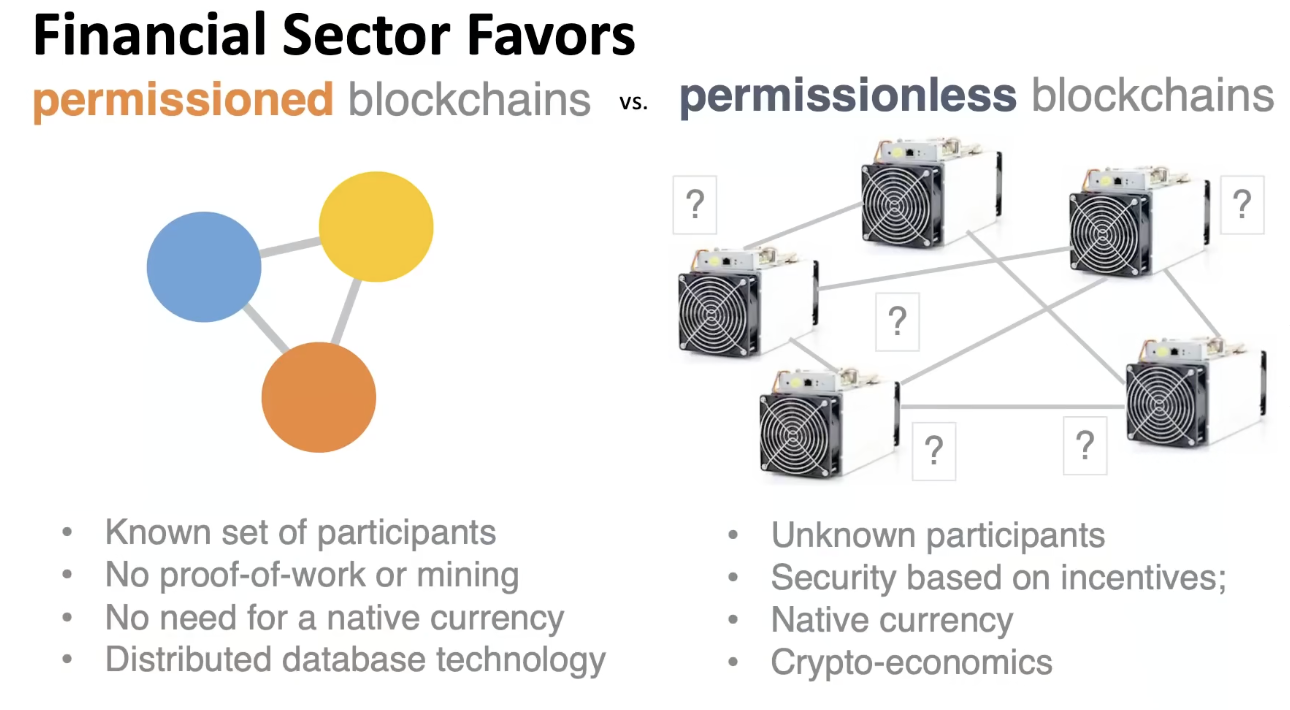 Financial Sector Favors
permissioned blockchains vs. permissionless blockchains
?
?
?
?
?
• Known set of participants
• No proof-of-work or mining
• No need for a native currency
• Distributed database technology
• Unknown participants
• Security based on incentives;
• Native currency
• Crypto-economics